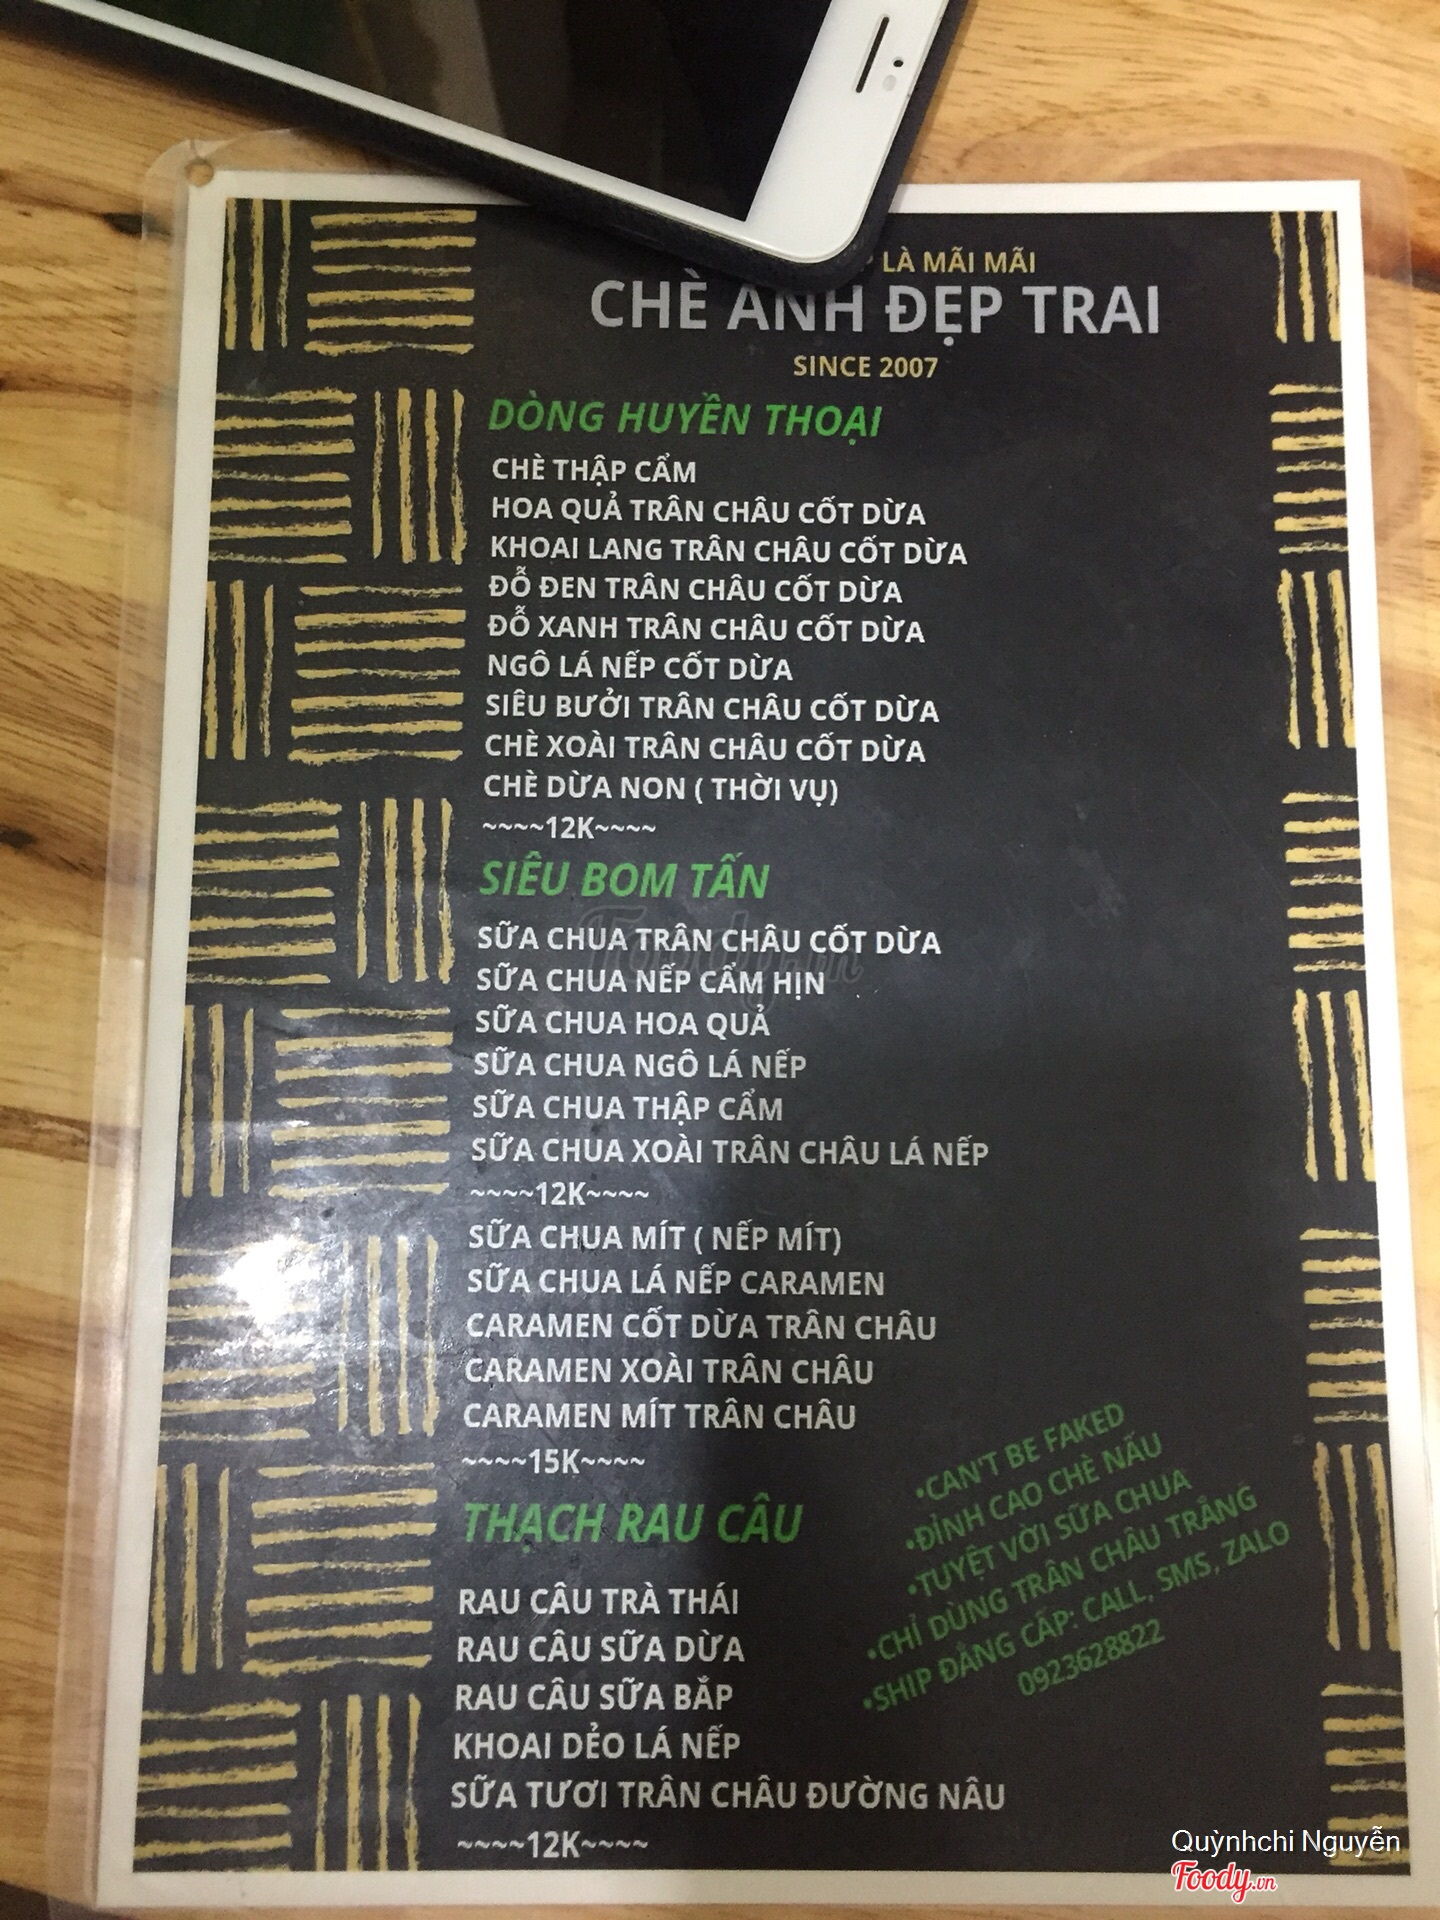 LÀ MÃI MÃI
CHÈ ANH ĐẸP TRAI
SINCE 2007
DÒNG HUYỀN THOẠI
CHÈ THẬP CẨM
HOA QUẢ TRÂN CHÂU CỐT DỪA
KHOAI LANG TRÂN CHÂU CỐT DỪA
ĐỖ ĐEN TRÂN CHÂU CỐT DỪA
ĐỖ XANH TRÂN CHÂU CỐT DỪA
NGÔ LÁ NẾP CỐT DỪA
SIÊU BƯỞI TRÂN CHÂU CỐT DỪA
CHÈ XOÀI TRÂN CHÂU CỐT DỪA
CHÈ DỪA NON ( THỜI VỤ)
~~~~12K~~~~
SIÊU BOM TẤN
Foody.vn
SỮA CHUA TRÂN CHÂU CỐT DỪA
SỮA CHUA NẾP CẨM HỊN
SỮA CHUA HOA QUẢ
SỮA CHUA NGÔ LÁ NẾP
SỮA CHUA THẬP CẨM
SỮA CHUA XOÀI TRÂN CHÂU LÁ NẾP
~~~~12K~~~~
SỮA CHUA MÍT ( NẾP MÍT)
SỮA CHUA LÁ NẾP CARAMEN
CARAMEN CỐT DỪA TRÂN CHÂU
CARAMEN XOÀI TRÂN CHÂU
CARAMEN MÍT TRÂN CHÂU
~~~~15K~~~~
THẠCH RAU CÂU
RAU CÂU TRÀ THÁI
RAU CÂU SỮA DỪA
RAU CÂU SỮA BẮP
KHOAI DẺO LÁ NẾP
SỮA TƯƠI TRÂN CHÂU ĐƯỜNG NÂU
~~~~12K~~~~
•CAN'T BE FAKED
•ĐỈNH CAO CHÈ NẤU
•TUYỆT VỜI SỮA CHUA
•CHỈ DÙNG TRÂN CHÂU TRẮNG
•SHIP ĐẲNG CẤP: CALL, SMS, ZALO
0923628822
Quỳnhchi Nguyễn
Foody.vn